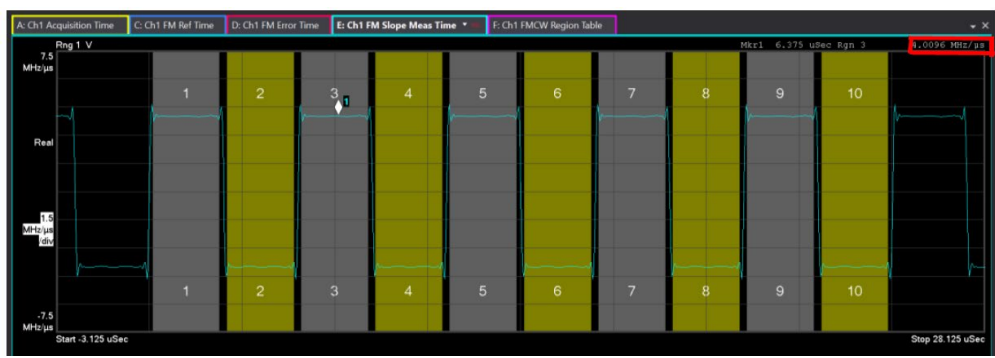 A: Ch1 Acquisition Time C: Ch1 FM Ref Time D: Ch1 FM Error Time E: Ch1 FM Slope Meas Time F: Ch1 FMCW Region Table
Rng 1 V Mkr1 6.375 uSec Rgn 3 4.0096 MHz/µs
7.5
MHz/µs
1 2 3 4 5 6 7 8 9 10
1
Real
1.5
MHz/µs
/div
1 2 3 4 5 6 7 8 9 10
-7.5
MHz/µs
Start -3.125 uSec Stop 28.125 uSec